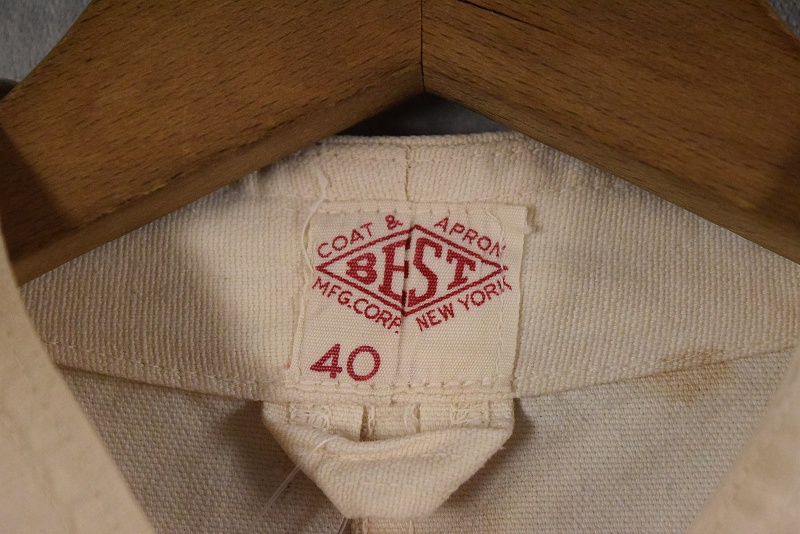 COAT & APRON
BEST
MFG.CORP. NEW YORK
40